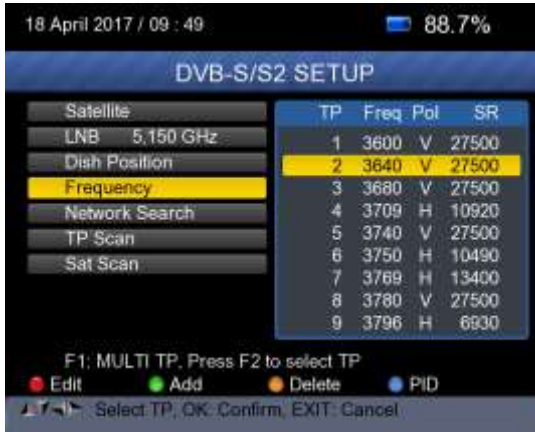 18 April 2017 / 09 : 49 88.7%
DVB-S/S2 SETUP
Satellite
LNB 5,150 GHz
Dish Position
Frequency
Network Search
TP Scan
Sat Scan
TP Freq Pol SR
1 3600 V 27500
2 3640 V 27500
3 3680 V 27500
4 3709 H 10920
5 3740 V 27500
6 3750 H 10490
7 3769 H 13400
8 3780 V 27500
9 3796 H 6930
F1: MULTI TP, Press F2 to select TP
Edit Add Delete PID
Select TP, OK: Confirm, EXIT: Cancel